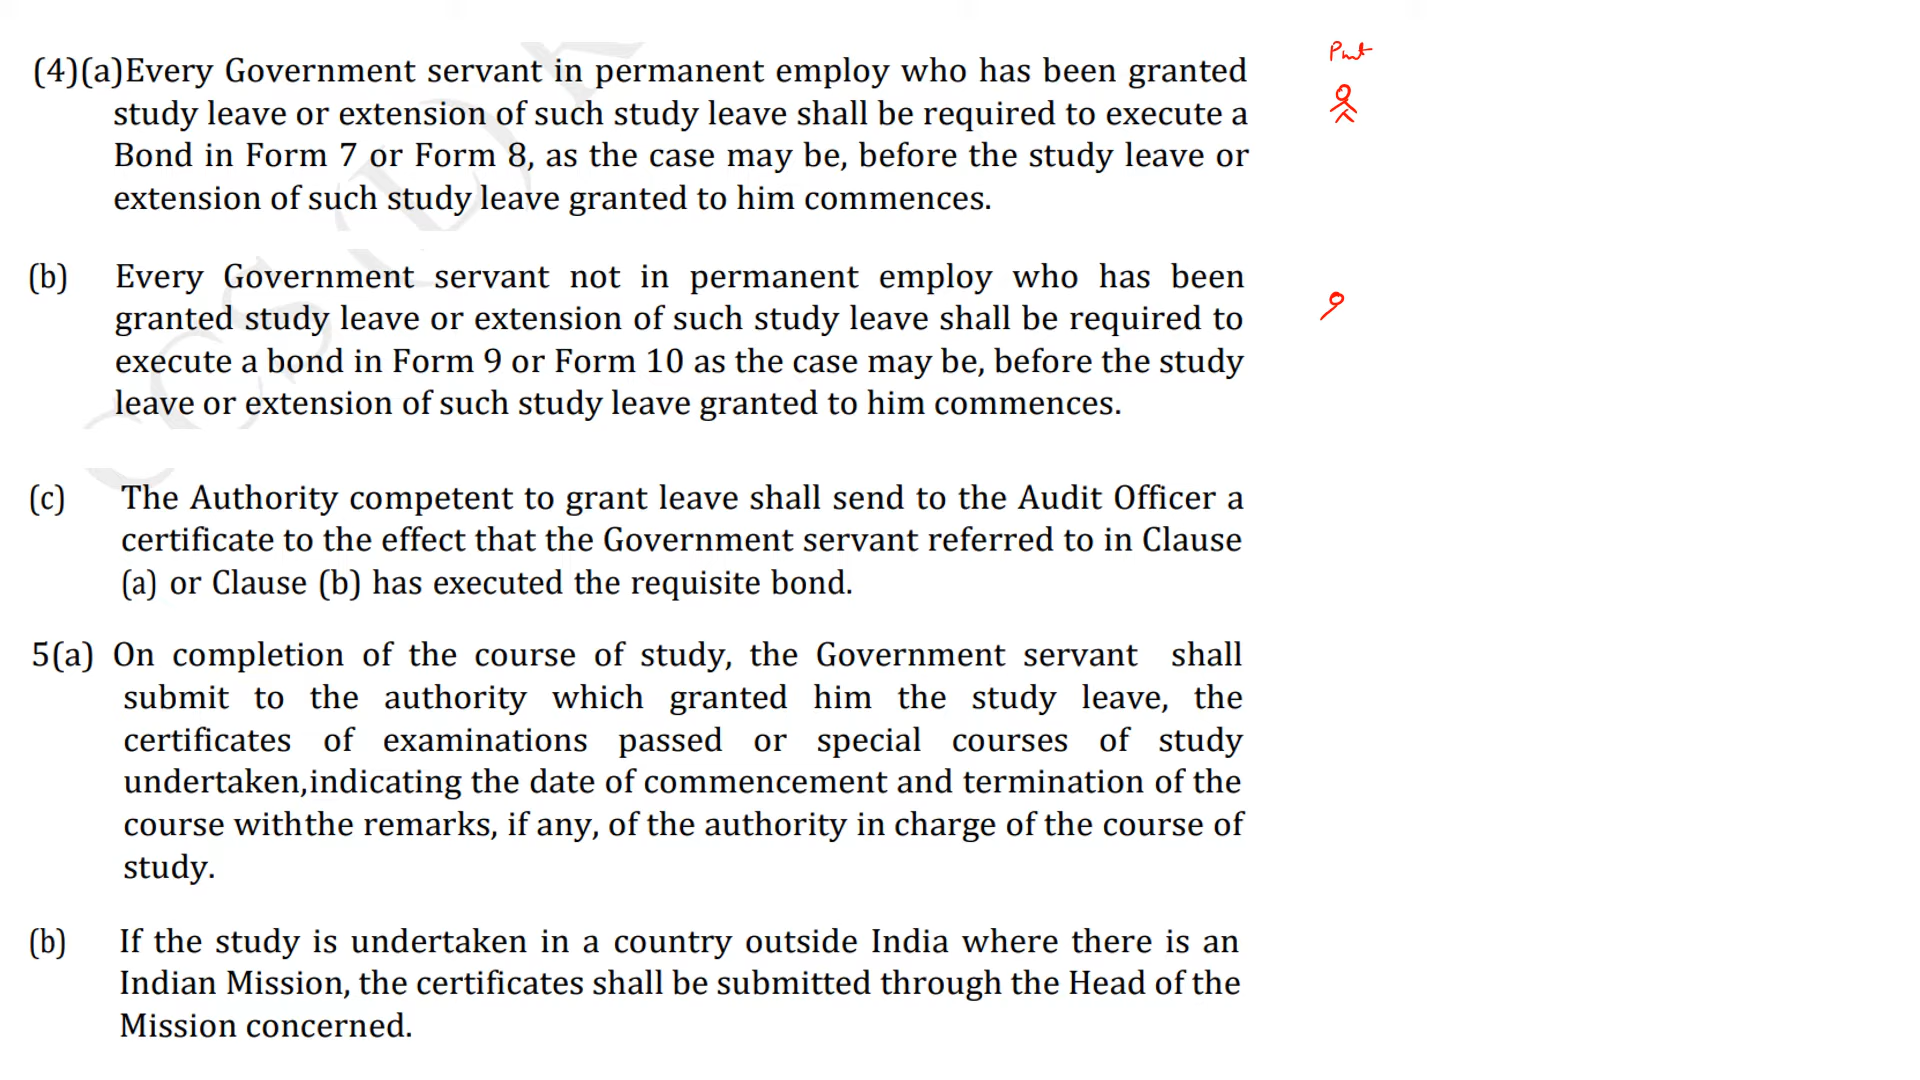 (4)(a)Every Government servant in permanent employ who has been granted
study leave or extension of such study leave shall be required to execute a
Bond in Form 7 or Form 8, as the case may be, before the study leave or
extension of such study leave granted to him commences.
Pmt
(b) Every Government servant not in permanent employ who has been
granted study leave or extension of such study leave shall be required to
execute a bond in Form 9 or Form 10 as the case may be, before the study
leave or extension of such study leave granted to him commences.
(c) The Authority competent to grant leave shall send to the Audit Officer a
certificate to the effect that the Government servant referred to in Clause
(a) or Clause (b) has executed the requisite bond.
5(a) On completion of the course of study, the Government servant shall
submit to the authority which granted him the study leave, the
certificates of examinations passed or special courses of study
undertaken,indicating the date of commencement and termination of the
course withthe remarks, if any, of the authority in charge of the course of
study.
(b) If the study is undertaken in a country outside India where there is an
Indian Mission, the certificates shall be submitted through the Head of the
Mission concerned.